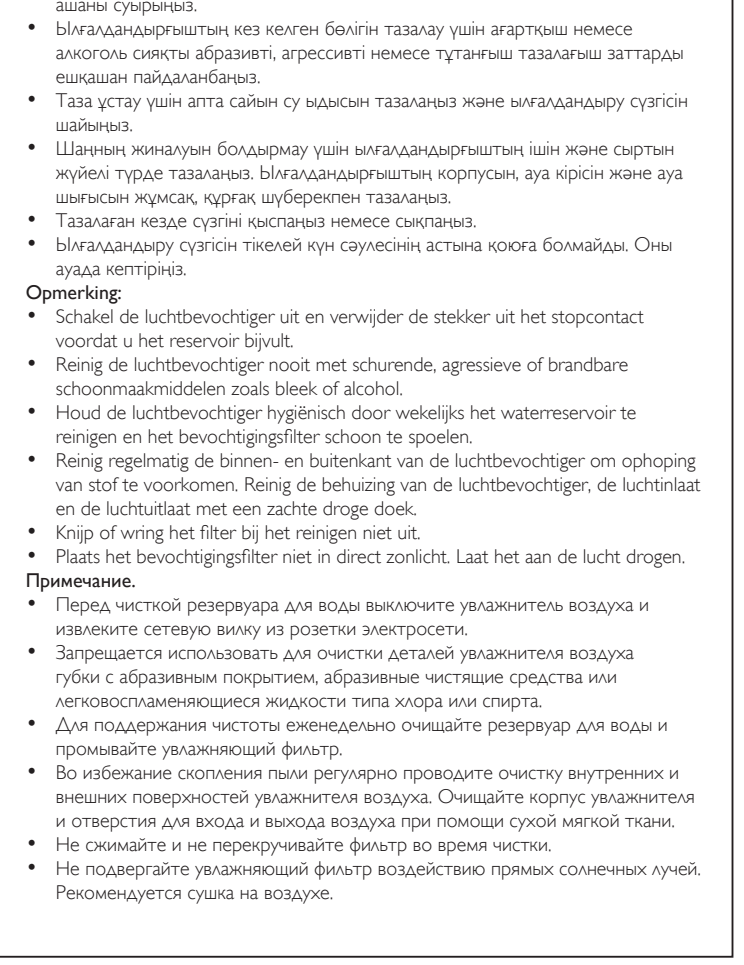 ашаны суырыңыз.
• Ылғалдандырғыштың кез келген бөлігін тазалау үшін ағартқыш немесе
алкоголь сияқты абразивті, агрессивті немесе тұтанғыш тазалағыш заттарды
ешқашан пайдаланбаңыз.
• Таза ұстау үшін апта сайын су ыдысын тазалаңыз және ылғалдандыру сүзгісін
шайыңыз.
• Шаңның жиналуын болдырмау үшін ылғалдандырғыштың ішін және сыртын
жүйелі түрде тазалаңыз. Ылғалдандырғыштың корпусын, ауа кірісін және ауа
шығысын жұмсақ, құрғақ шүберекпен тазалаңыз.
• Тазалаған кезде сүзгіні қыспаңыз немесе сықпаңыз.
• Ылғалдандыру сүзгісін тікелей күн сәулесінің астына қоюға болмайды. Оны
ауада кептіріңіз.
Opmerking:
• Schakel de luchtbevochtiger uit en verwijder de stekker uit het stopcontact
voordat u het reservoir bijvult.
• Reinig de luchtbevochtiger nooit met schurende, agressieve of brandbare
schoonmaakmiddelen zoals bleek of alcohol.
• Houd de luchtbevochtiger hygiënisch door wekelijks het waterreservoir te
reinigen en het bevochtigingsfilter schoon te spoelen.
• Reinig regelmatig de binnen- en buitenkant van de luchtbevochtiger om ophoping
van stof te voorkomen. Reinig de behuizing van de luchtbevochtiger, de luchtinlaat
en de luchtuitlaat met een zachte droge doek.
• Knijp of wring het filter bij het reinigen niet uit.
• Plaats het bevochtigingsfilter niet in direct zonlicht. Laat het aan de lucht drogen.
Примечание.
• Перед чисткой резервуара для воды выключите увлажнитель воздуха и
извлеките сетевую вилку из розетки электросети.
• Запрещается использовать для очистки деталей увлажнителя воздуха
губки с абразивным покрытием, абразивные чистящие средства или
легковоспламеняющиеся жидкости типа хлора или спирта.
• Для поддержания чистоты еженедельно очищайте резервуар для воды и
промывайте увлажняющий фильтр.
• Во избежание скопления пыли регулярно проводите очистку внутренних и
внешних поверхностей увлажнителя воздуха. Очищайте корпус увлажнителя
и отверстия для входа и выхода воздуха при помощи сухой мягкой ткани.
• Не сжимайте и не перекручивайте фильтр во время чистки.
• Не подвергайте увлажняющий фильтр воздействию прямых солнечных лучей.
Рекомендуется сушка на воздухе.